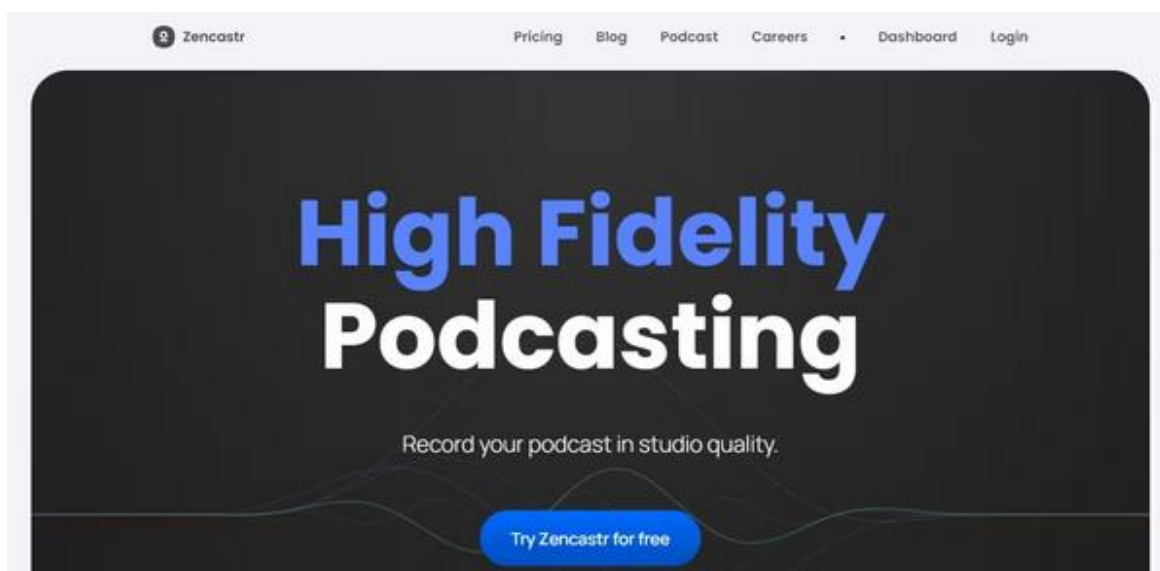 Zencastr
Pricing Blog Podcast Careers • Dashboard Login
High Fidelity
Podcasting
Record your podcast in studio quality.
Try Zencastr for free